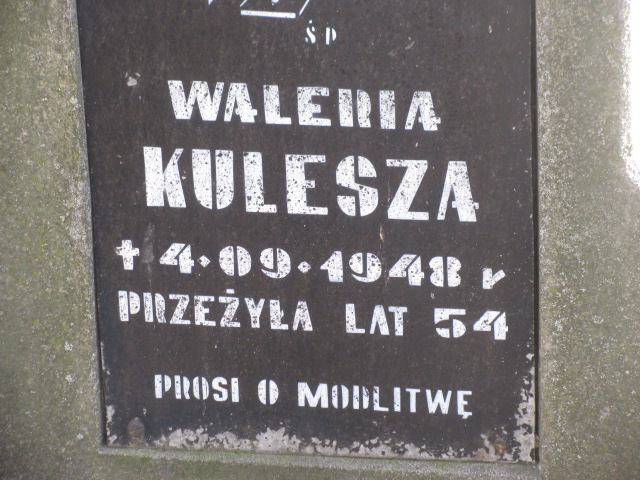 ŚP
WALERIA
KULESZA
† 4•09•1948 r
PRZEŻYŁA LAT 54
PROSI O MODLITWĘ